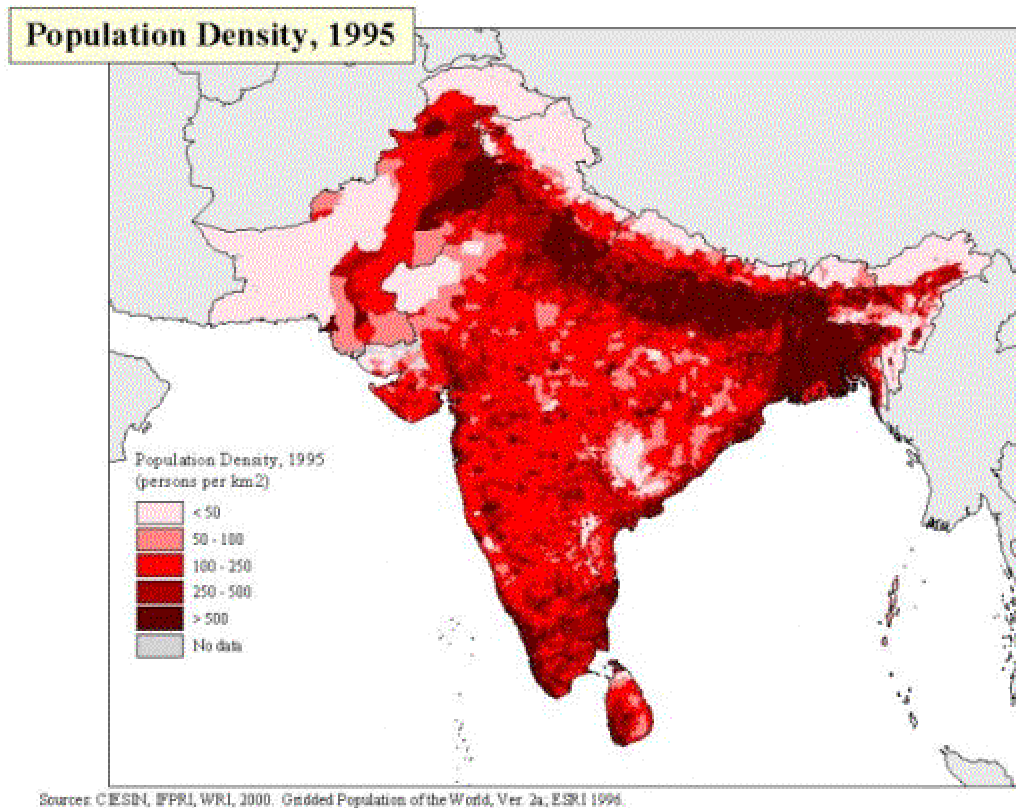 Population Density, 1995
Population Density, 1995
(persons per km2)
< 50
50 - 100
100 - 250
250 - 500
> 500
No data
Sources: CIESIN, IFPRI, WRI, 2000. Gridded Population of the World, Ver. 2a; ESRI 1996.